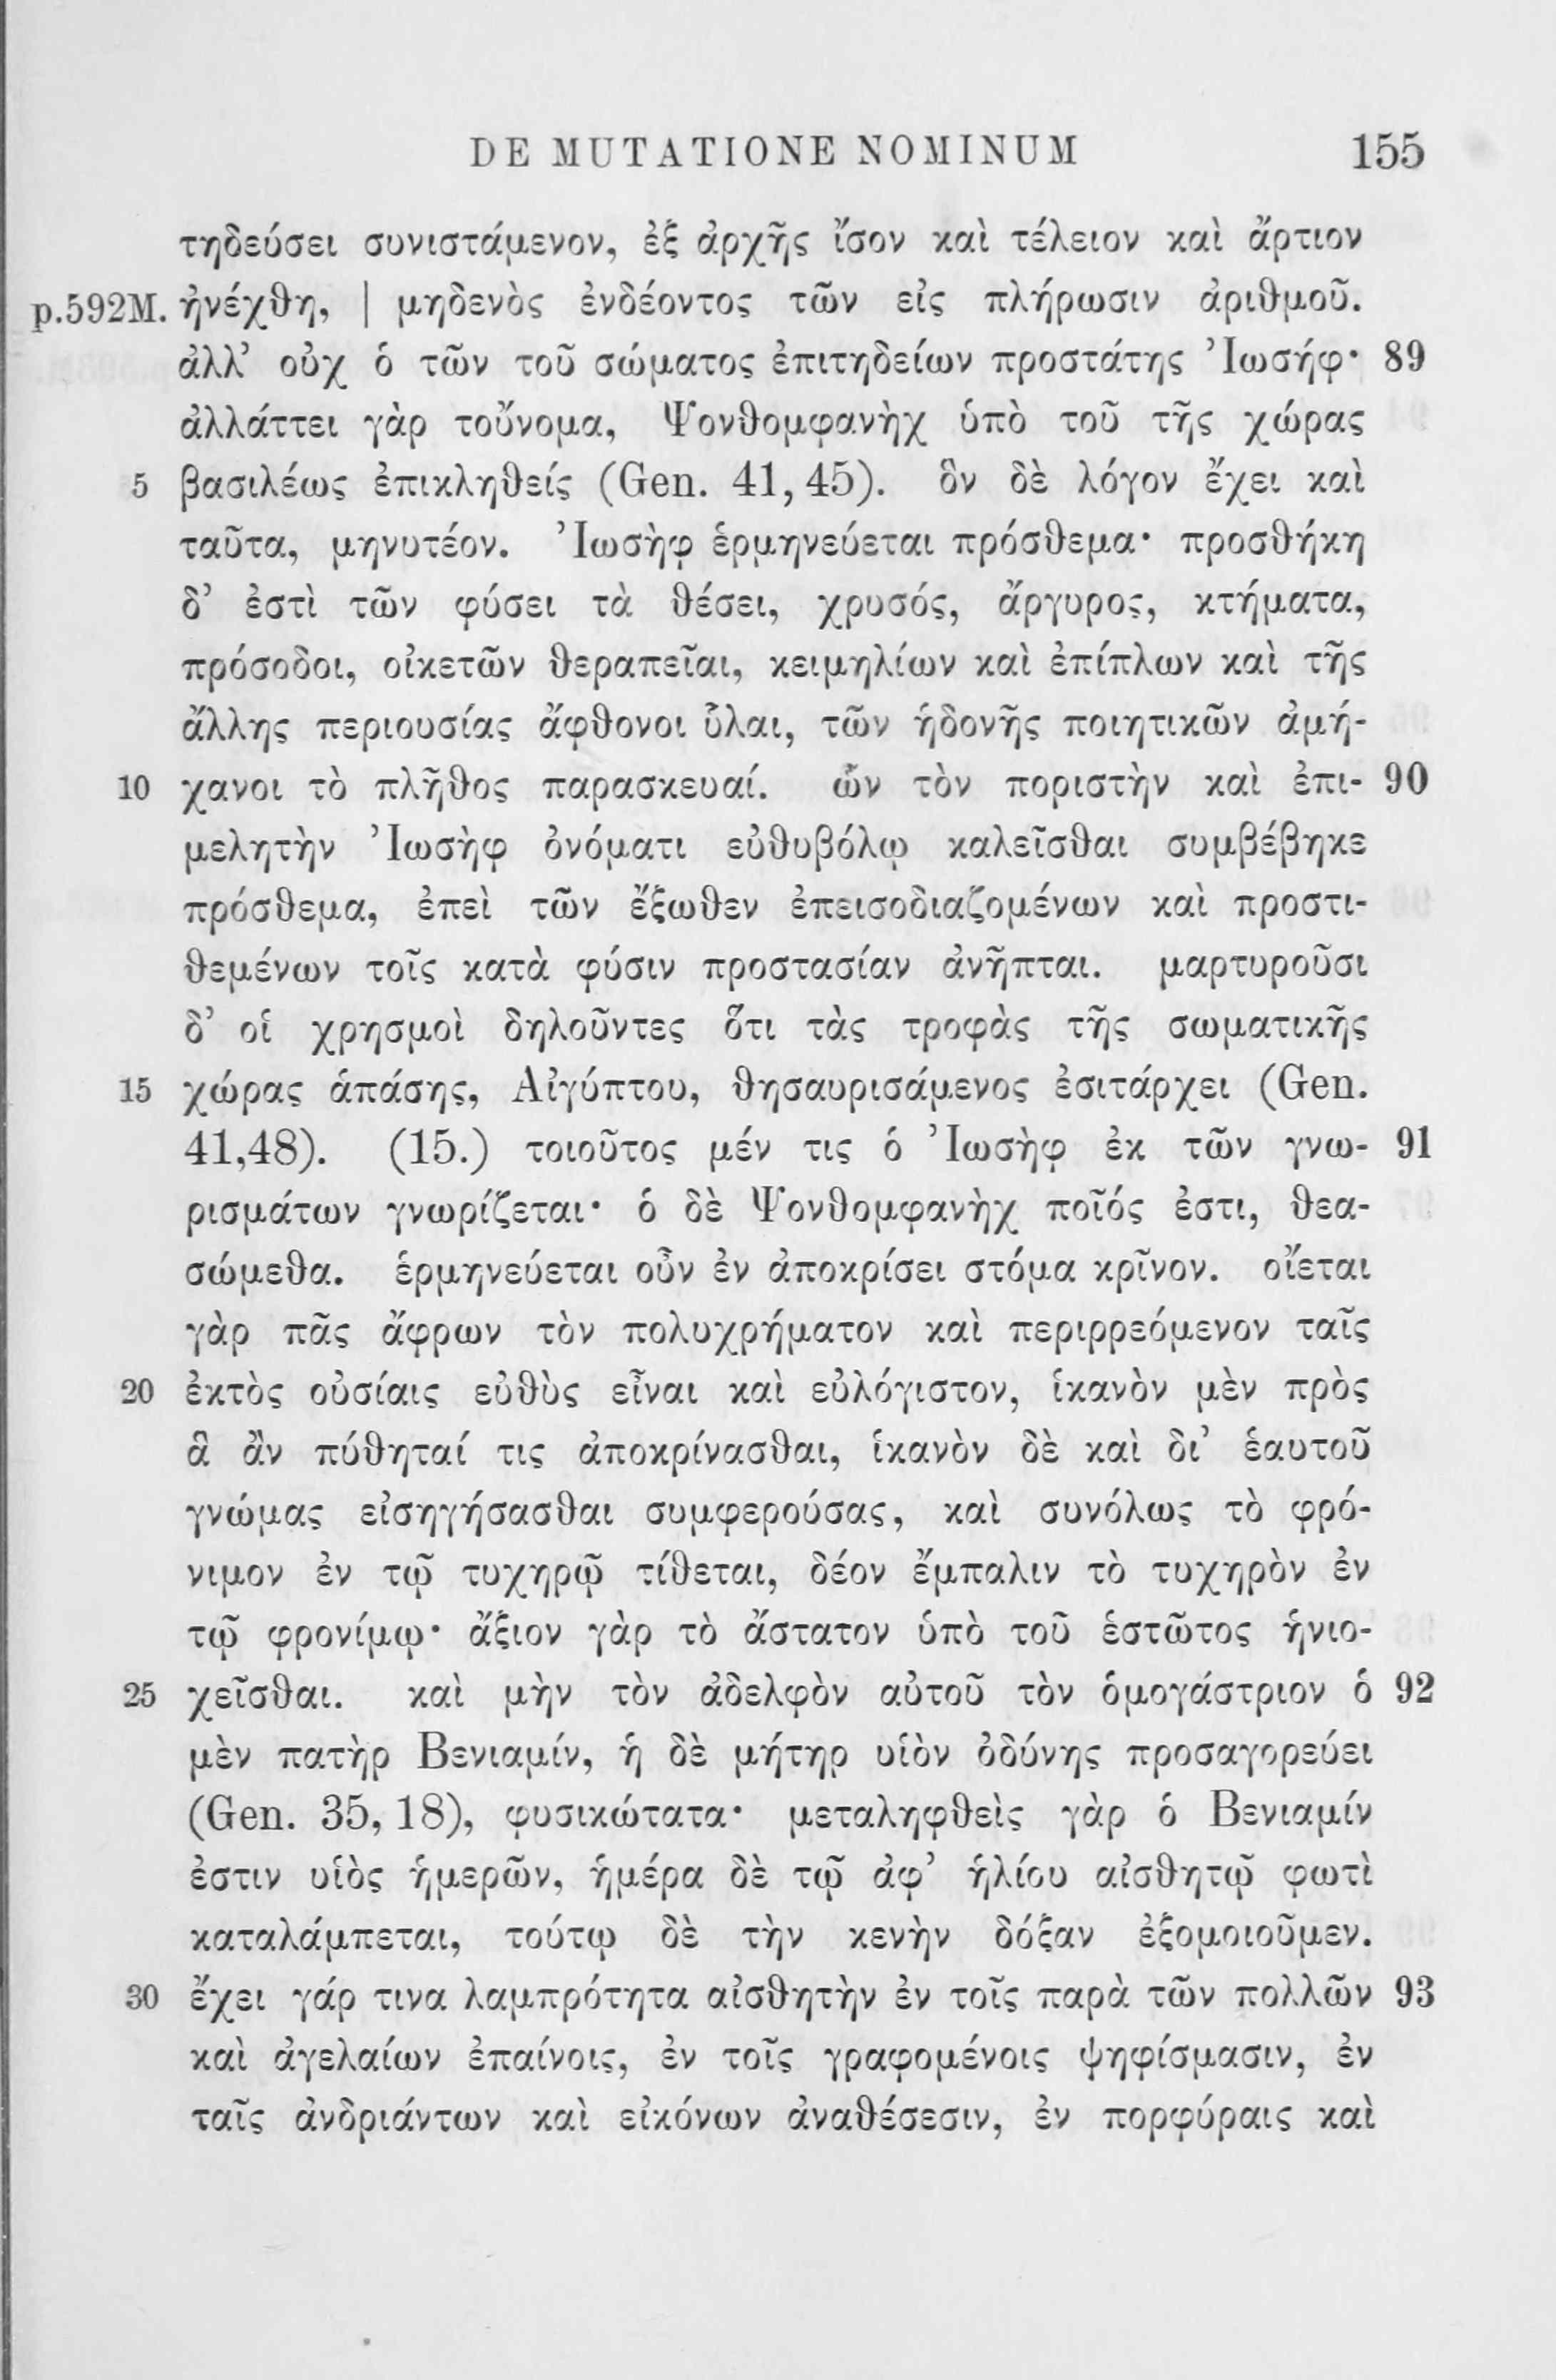 DE MUTATIONE NOMINUM 155
τηδεύσει συνιστάμενον, ἐξ ἀρχῆς ἴσον καὶ τέλειον καὶ ἄρτιον
p.592M. ἠνέχθη, | μηδενὸς ἐνδέοντος τῶν εἰς πλήρωσιν ἀριθμοῦ.
ἀλλ’ οὐχ ὁ τῶν τοῦ σώματος ἐπιτηδείων προστάτης Ἰωσήφ· 89
ἀλλάττει γὰρ τοὔνομα, Ψονθομφανὴχ ὑπὸ τοῦ τῆς χώρας
5 βασιλέως ἐπικληθείς (Gen. 41, 45). ὃν δὲ λόγον ἔχει καὶ
ταῦτα, μηνυτέον. Ἰωσὴφ ἑρμηνεύεται πρόσθεμα· προσθήκη
δ’ ἐστὶ τῶν φύσει τὰ θέσει, χρυσός, ἄργυρος, κτήματα,
πρόσοδοι, οἰκετῶν θεραπεῖαι, κειμηλίων καὶ ἐπίπλων καὶ τῆς
ἄλλης περιουσίας ἄφθονοι ὗλαι, τῶν ἡδονῆς ποιητικῶν ἀμή-
10 χανοι τὸ πλῆθος παρασκευαί. ὧν τὸν ποριστὴν καὶ ἐπι- 90
μελητὴν Ἰωσὴφ ὀνόματι εὐθυβόλῳ καλεῖσθαι συμβέβηκε
πρόσθεμα, ἐπεὶ τῶν ἔξωθεν ἐπεισοδιαζομένων καὶ προστι-
θεμένων τοῖς κατὰ φύσιν προστασίαν ἀνῆπται. μαρτυροῦσι
δ’ οἱ χρησμοὶ δηλοῦντες ὅτι τὰς τροφὰς τῆς σωματικῆς
15 χώρας ἁπάσης, Αἰγύπτου, θησαυρισάμενος ἐσιτάρχει (Gen.
41,48). (15.) τοιοῦτος μέν τις ὁ Ἰωσὴφ ἐκ τῶν γνω- 91
ρισμάτων γνωρίζεται· ὁ δὲ Ψονθομφανὴχ ποῖός ἐστι, θεα-
σώμεθα. ἑρμηνεύεται οὖν ἐν ἀποκρίσει στόμα κρῖνον. οἴεται
γὰρ πᾶς ἄφρων τὸν πολυχρήματον καὶ περιρρεόμενον ταῖς
20 ἐκτὸς οὐσίαις εὐθὺς εἶναι καὶ εὐλόγιστον, ἱκανὸν μὲν πρὸς
ἃ ἂν πύθηταί τις ἀποκρίνασθαι, ἱκανὸν δὲ καὶ δι’ ἑαυτοῦ
γνώμας εἰσηγήσασθαι συμφερούσας, καὶ συνόλως τὸ φρό-
νιμον ἐν τῷ τυχηρῷ τίθεται, δέον ἔμπαλιν τὸ τυχηρὸν ἐν
τῷ φρονίμῳ· ἄξιον γὰρ τὸ ἄστατον ὑπὸ τοῦ ἑστῶτος ἡνιο-
25 χεῖσθαι. καὶ μὴν τὸν ἀδελφὸν αὐτοῦ τὸν ὁμογάστριον ὁ 92
μὲν πατὴρ Βενιαμίν, ἡ δὲ μήτηρ υἱὸν ὀδύνης προσαγορεύει
(Gen. 35, 18), φυσικώτατα· μεταληφθεὶς γὰρ ὁ Βενιαμίν
ἐστιν υἱὸς ἡμερῶν, ἡμέρα δὲ τῷ ἀφ’ ἡλίου αἰσθητῷ φωτὶ
καταλάμπεται, τούτῳ δὲ τὴν κενὴν δόξαν ἐξομοιοῦμεν.
30 ἔχει γάρ τινα λαμπρότητα αἰσθητὴν ἐν τοῖς παρὰ τῶν πολλῶν 93
καὶ ἀγελαίων ἐπαίνοις, ἐν τοῖς γραφομένοις ψηφίσμασιν, ἐν
ταῖς ἀνδριάντων καὶ εἰκόνων ἀναθέσεσιν, ἐν πορφύραις καὶ